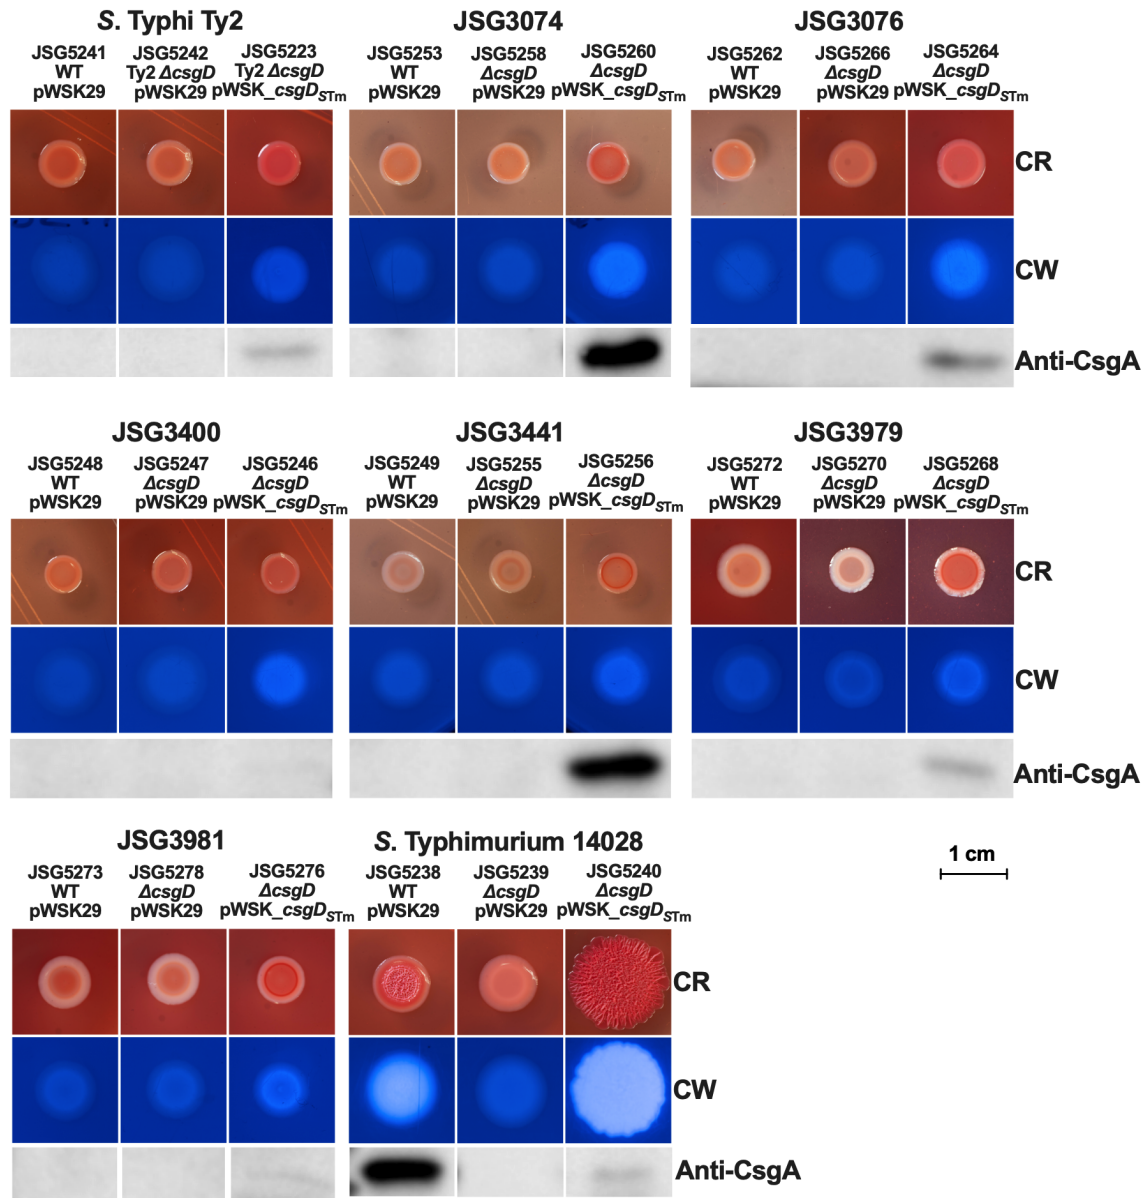 S. Typhi Ty2
JSG3074
JSG3076
JSG5241
WT
pWSK29
JSG5242
Ty2 ΔcsgD
pWSK29
JSG5223
Ty2 ΔcsgD
pWSK_csgDSTm
JSG5253
WT
pWSK29
JSG5258
ΔcsgD
pWSK29
JSG5260
ΔcsgD
pWSK_csgDSTm
JSG5262
WT
pWSK29
JSG5266
ΔcsgD
pWSK29
JSG5264
ΔcsgD
pWSK_csgDSTm
CR
CW
Anti-CsgA
JSG3400
JSG3441
JSG3979
JSG5248
WT
pWSK29
JSG5247
ΔcsgD
pWSK29
JSG5246
ΔcsgD
pWSK_csgDSTm
JSG5249
WT
pWSK29
JSG5255
ΔcsgD
pWSK29
JSG5256
ΔcsgD
pWSK_csgDSTm
JSG5272
WT
pWSK29
JSG5270
ΔcsgD
pWSK29
JSG5268
ΔcsgD
pWSK_csgDSTm
CR
CW
Anti-CsgA
JSG3981
S. Typhimurium 14028
JSG5273
WT
pWSK29
JSG5278
ΔcsgD
pWSK29
JSG5276
ΔcsgD
pWSK_csgDSTm
JSG5238
WT
pWSK29
JSG5239
ΔcsgD
pWSK29
JSG5240
ΔcsgD
pWSK_csgDSTm
1 cm
CR
CW
Anti-CsgA